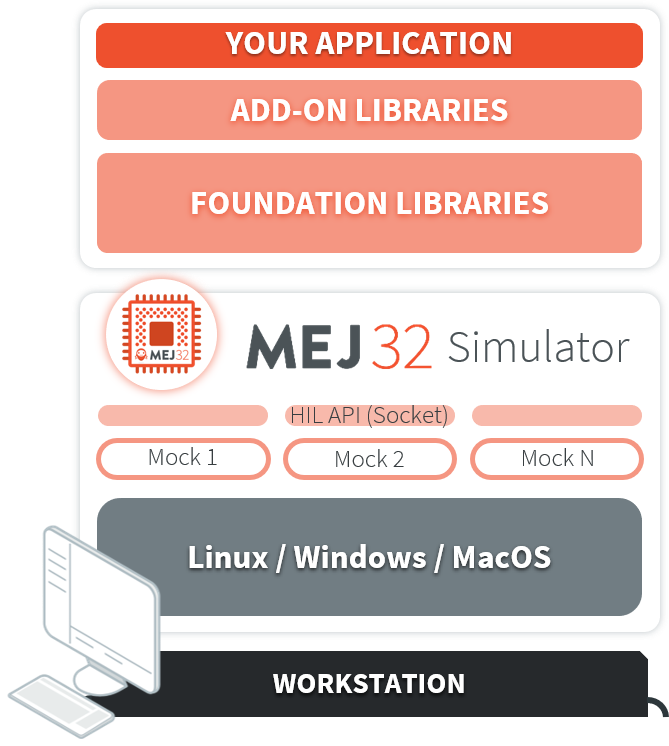 YOUR APPLICATION
ADD-ON LIBRARIES
FOUNDATION LIBRARIES
MEJ32
MEJ32 Simulator
HIL API (Socket)
Mock 1
Mock 2
Mock N
Linux / Windows / MacOS
WORKSTATION